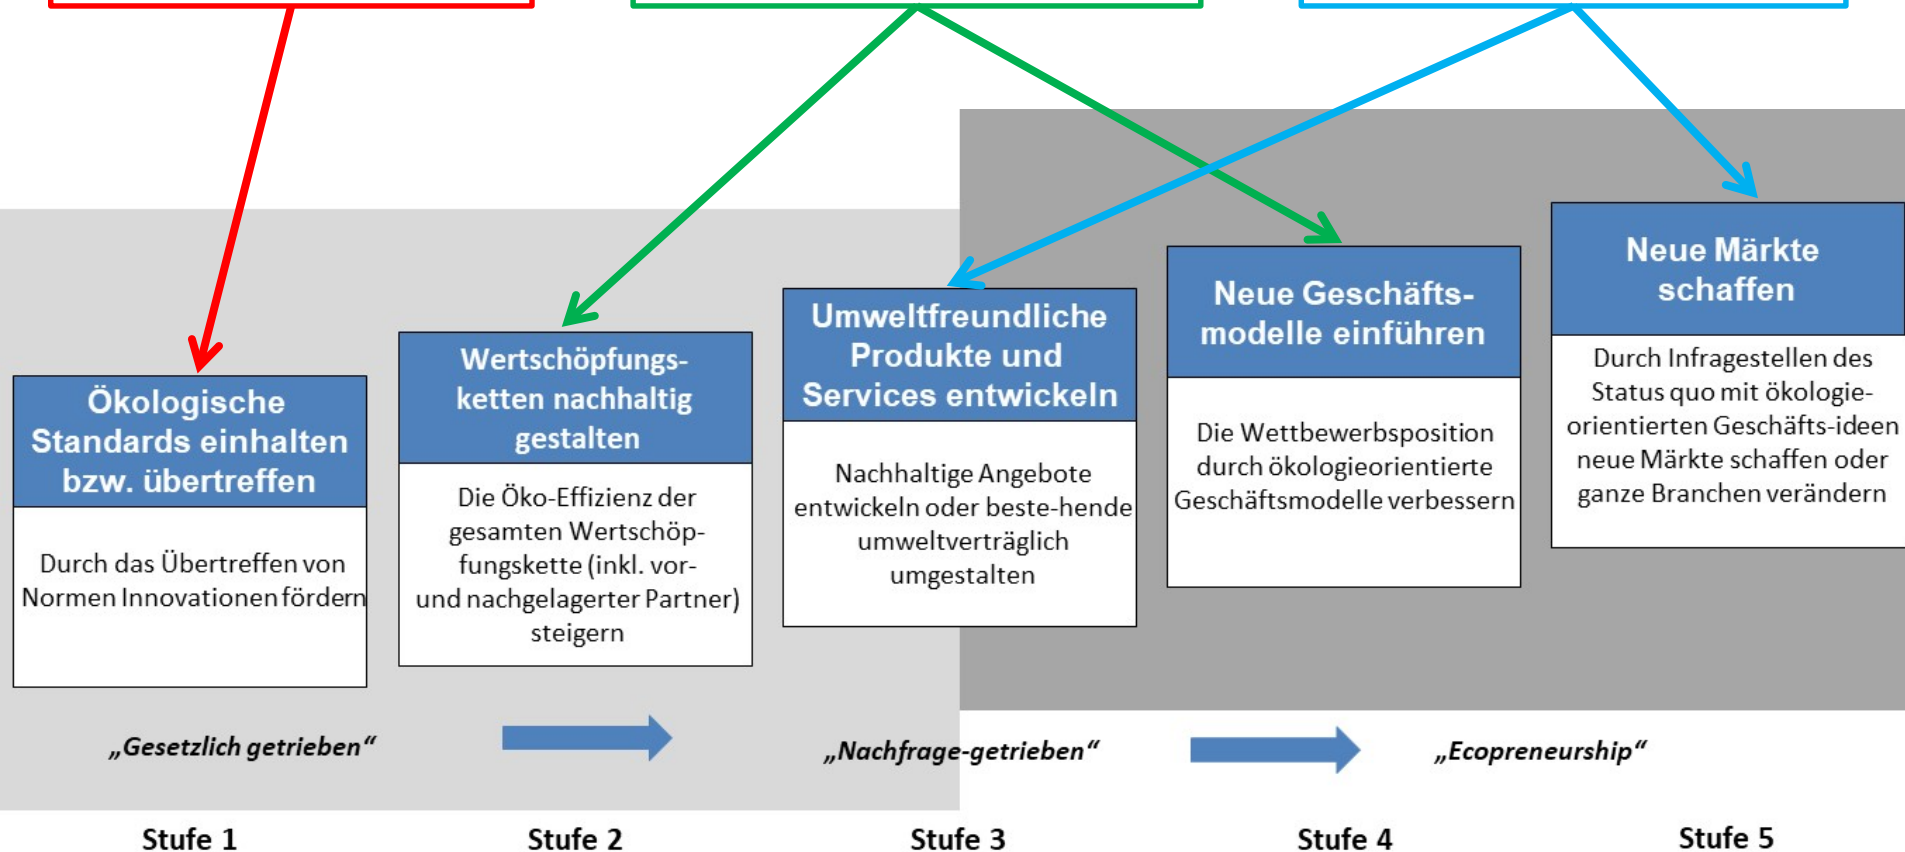 Ökologische
Standards einhalten
bzw. übertreffen
Durch das Übertreffen von
Normen Innovationen fördern
Wertschöpfungs-
ketten nachhaltig
gestalten
Die Öko-Effizienz der
gesamten Wertschöp-
fungskette (inkl. vor-
und nachgelagerter Partner)
steigern
Umweltfreundliche
Produkte und
Services entwickeln
Nachhaltige Angebote
entwickeln oder beste-hende
umweltverträglich
umgestalten
Neue Geschäfts-
modelle einführen
Die Wettbewerbsposition
durch ökologieorientierte
Geschäftsmodelle verbessern
Neue Märkte
schaffen
Durch Infragestellen des
Status quo mit ökologie-
orientierten Geschäfts-ideen
neue Märkte schaffen oder
ganze Branchen verändern
„Gesetzlich getrieben“
„Nachfrage-getrieben“
„Ecopreneurship“
Stufe 1
Stufe 2
Stufe 3
Stufe 4
Stufe 5